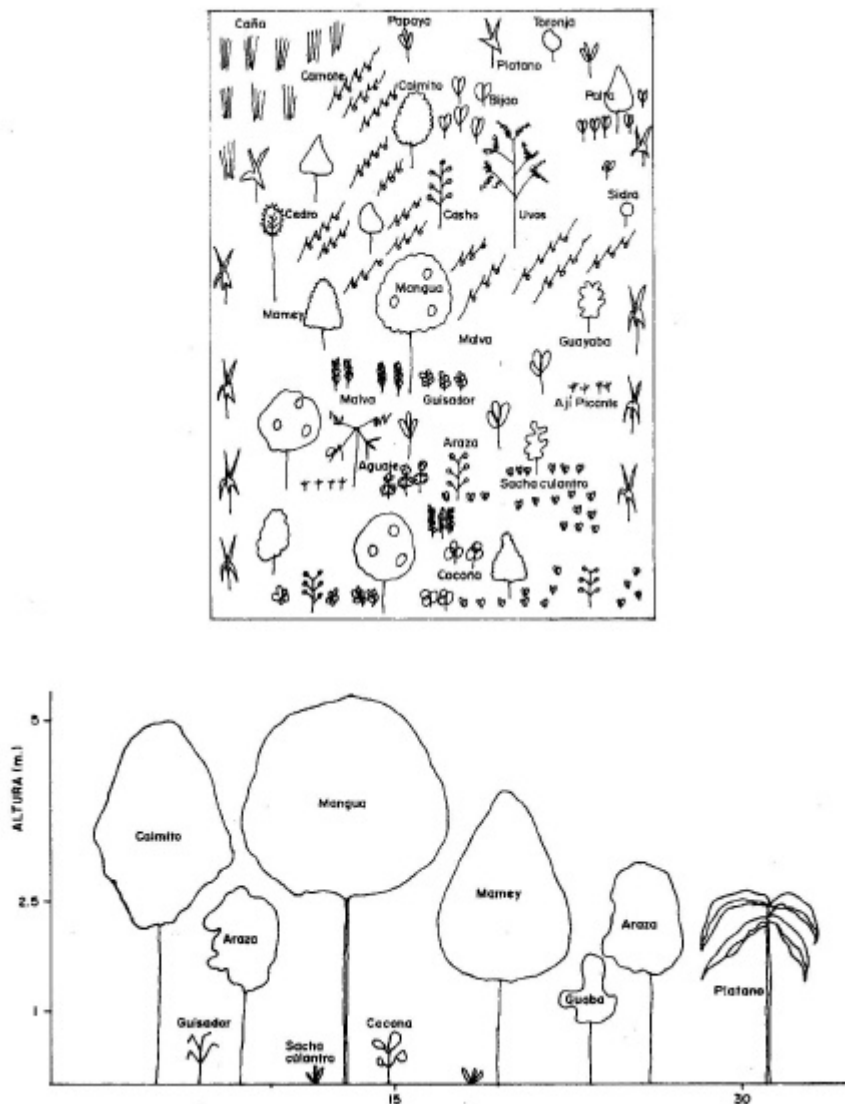 Caña
Papaya
Toronja
Platano
Camote
Caimito
Bijao
Palta
Cedro
Casho
Uvos
Sidra
Mangua
Mamey
Malva
Guayaba
Malva
Guisador
Ají Picante
Araza
Aguaje
Sacha culantro
Cocona
ALTURA (m.)
5
Caimito
Mangua
2.5
Mamey
Araza
Araza
Guaba
Platano
1
Guisador
Cocona
Sacha
culantro
15
30